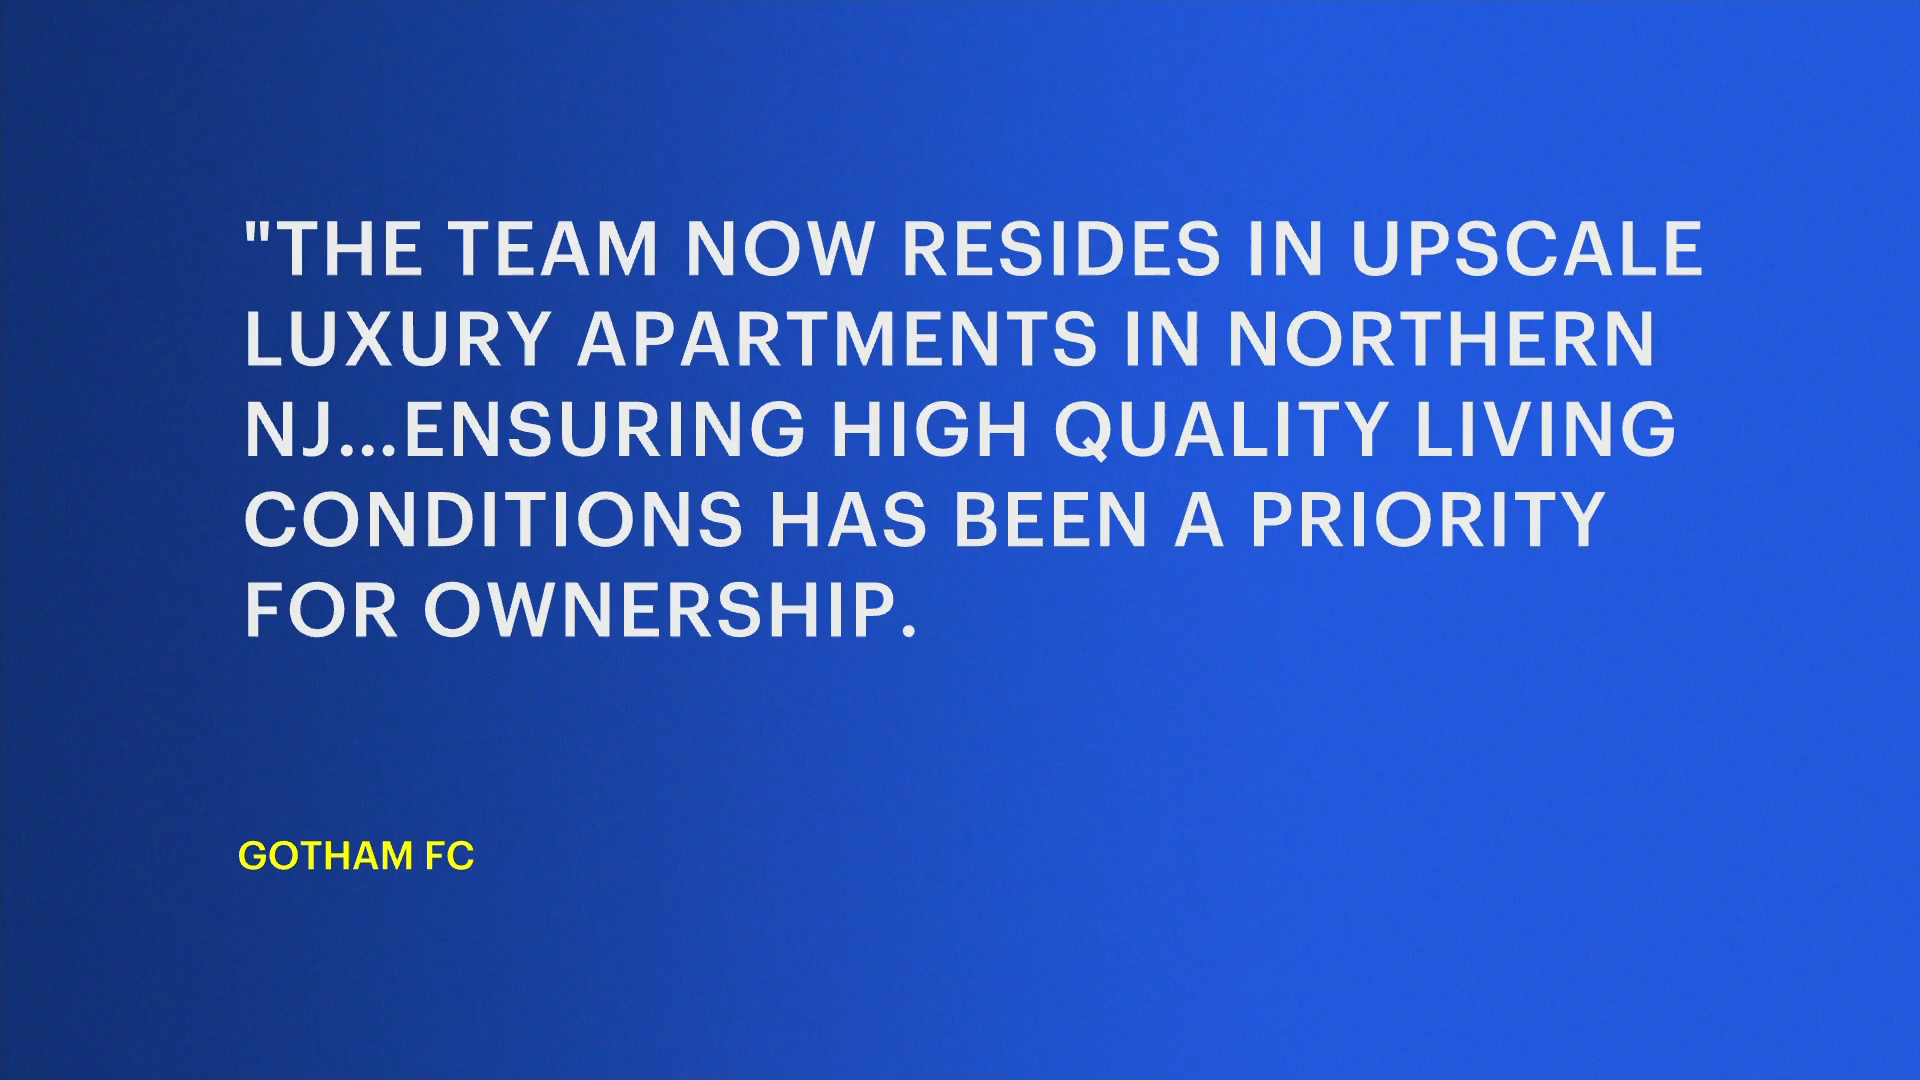 "THE TEAM NOW RESIDES IN UPSCALE
LUXURY APARTMENTS IN NORTHERN
NJ...ENSURING HIGH QUALITY LIVING
CONDITIONS HAS BEEN A PRIORITY
FOR OWNERSHIP.
GOTHAM FC